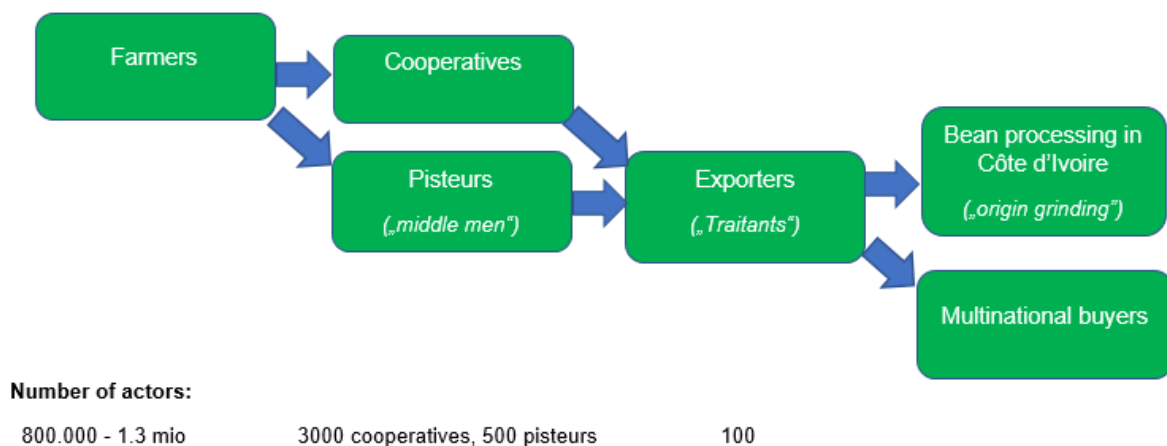 Farmers
Cooperatives
Pisteurs
(„middle men“)
Exporters
(„Traitants“)
Bean processing in
Côte d’Ivoire
(„origin grinding”)
Multinational buyers
Number of actors:
800.000 - 1.3 mio 3000 cooperatives, 500 pisteurs 100